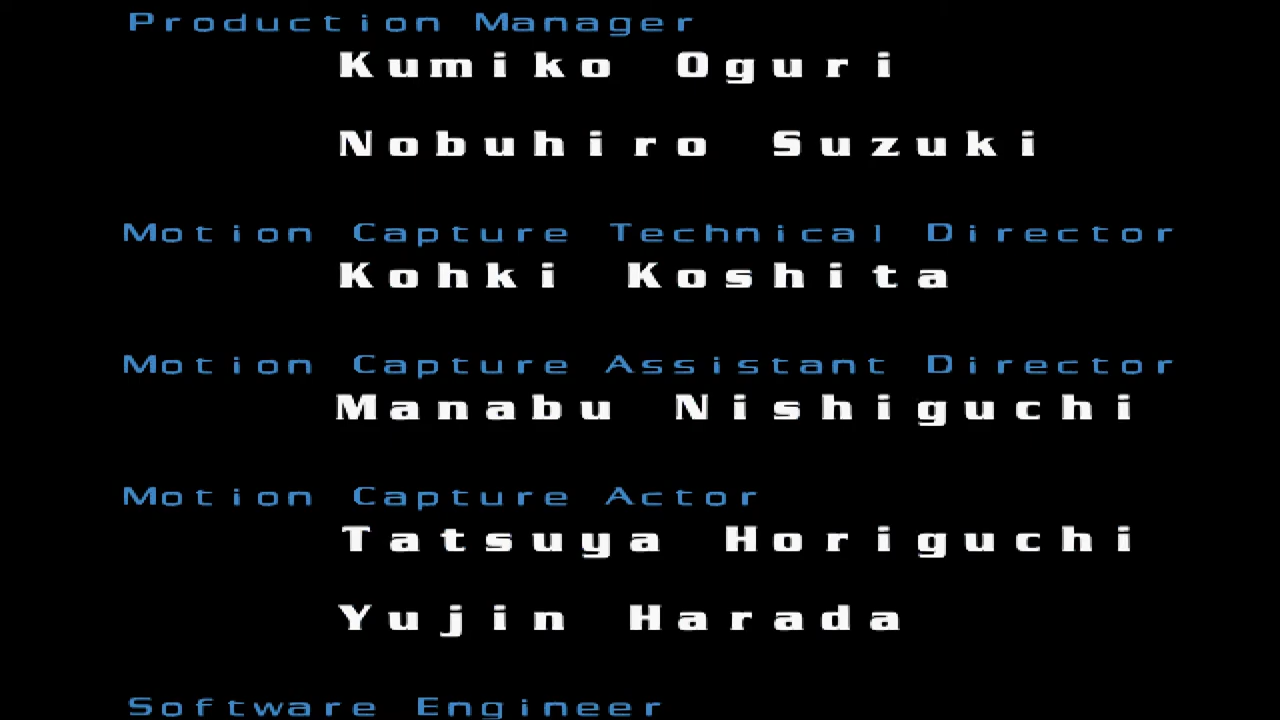 Production Manager
Kumiko Oguri
Nobuhiro Suzuki
Motion Capture Technical Director
Kohki Koshita
Motion Capture Assistant Director
Manabu Nishiguchi
Motion Capture Actor
Tatsuya Horiguchi
Yujin Harada
Software Engineer